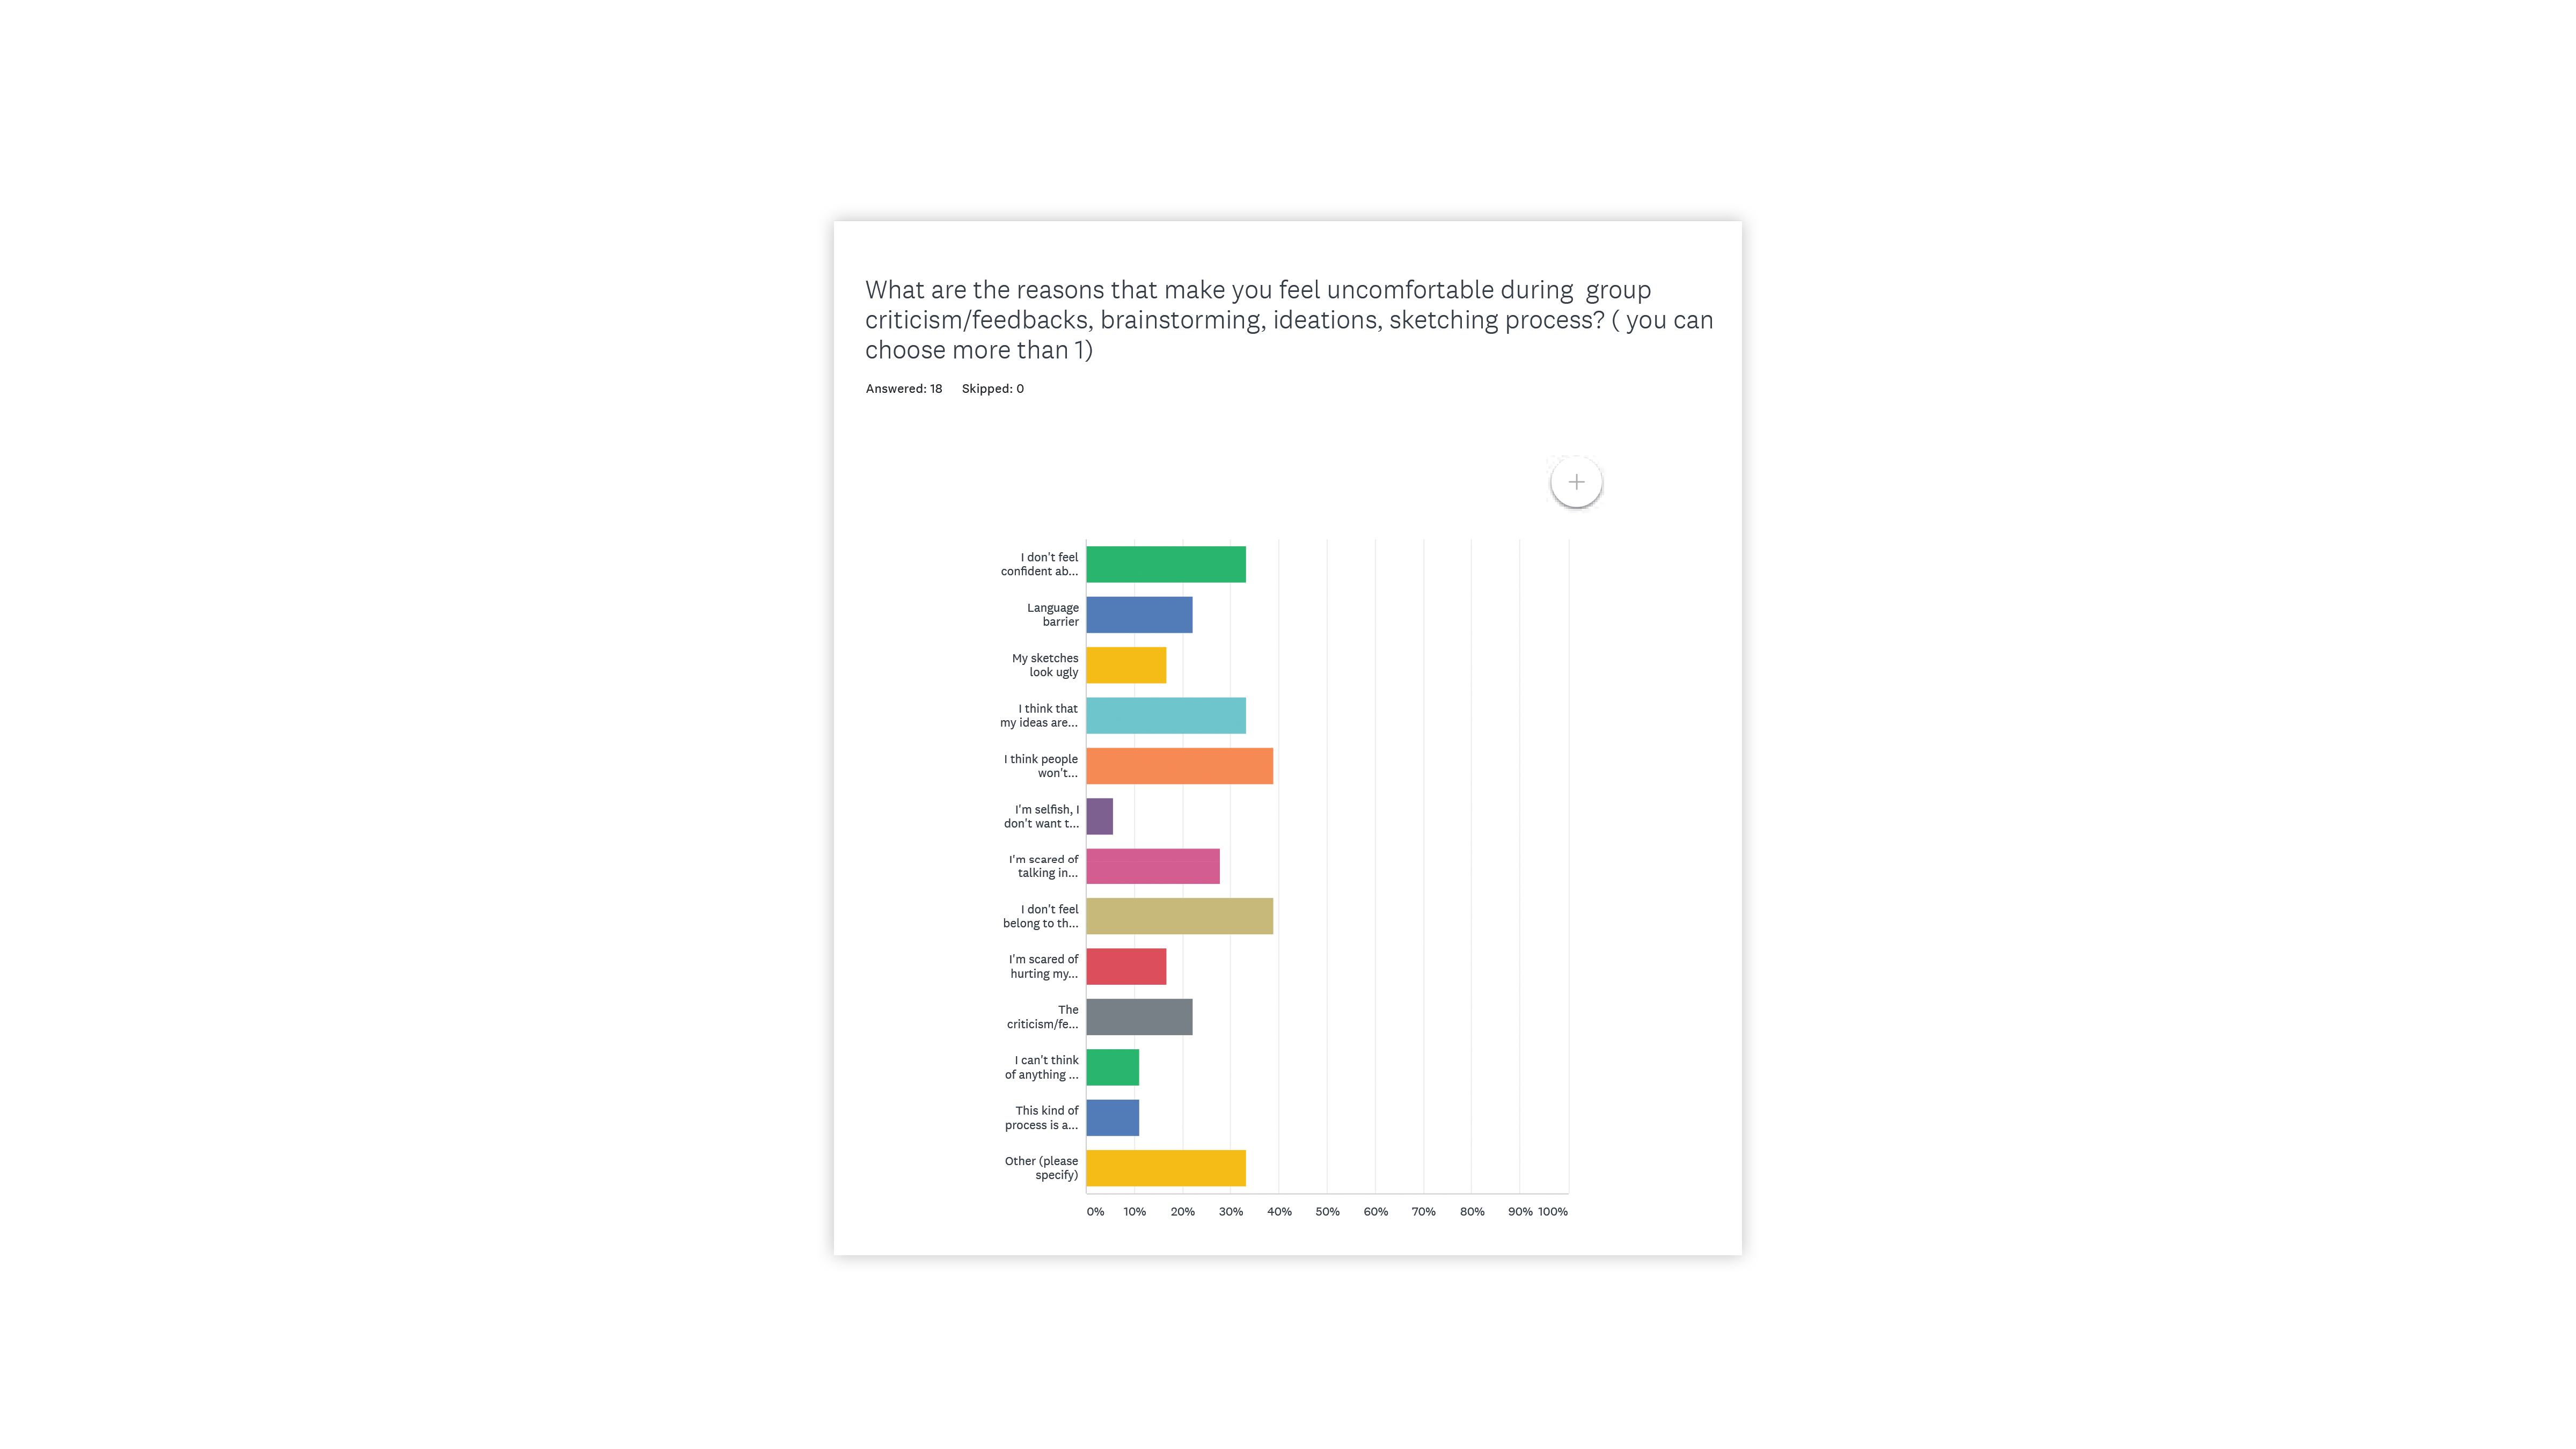 What are the reasons that make you feel uncomfortable during  group
criticism/feedbacks, brainstorming, ideations, sketching process? ( you can
choose more than 1)
Answered: 18 Skipped: 0
+
I don't feel
confident ab...
Language
barrier
My sketches
look ugly
I think that
my ideas are...
I think people
won't...
I'm selfish, I
don't want t...
I'm scared of
talking in...
I don't feel
belong to th...
I'm scared of
hurting my...
The
criticism/fe...
I can't think
of anything ...
This kind of
process is a...
Other (please
specify)
0% 10% 20% 30% 40% 50% 60% 70% 80% 90% 100%